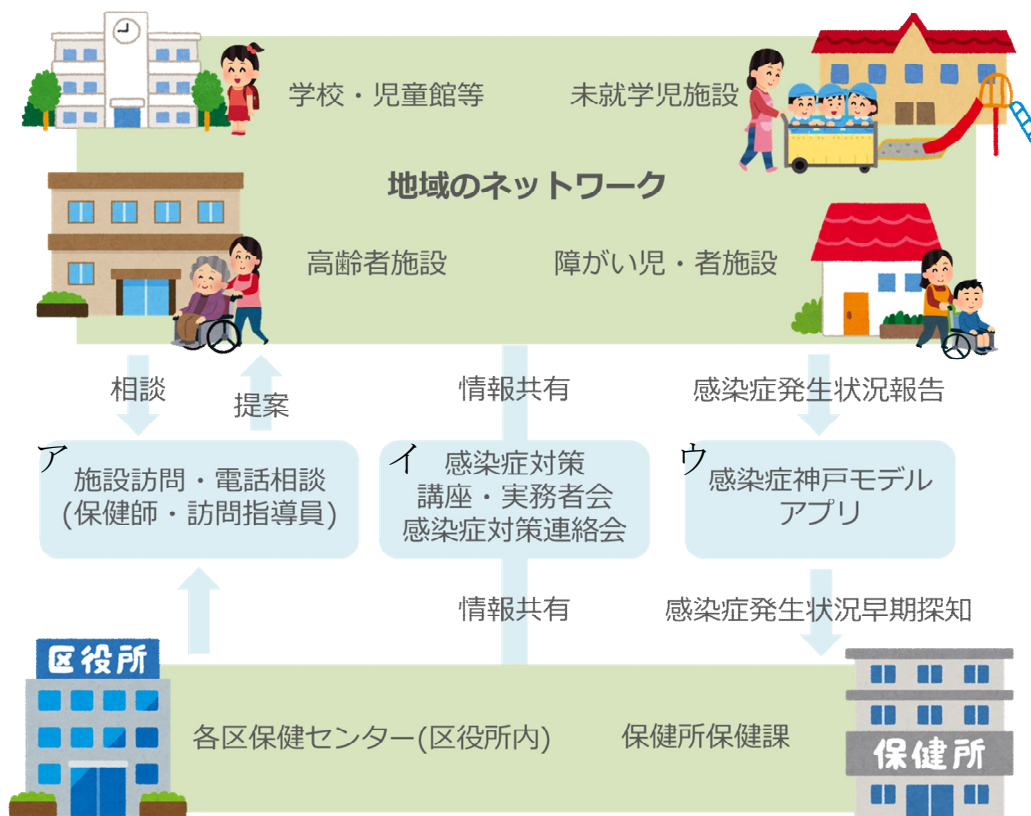 学校・児童館等
未就学児施設
地域のネットワーク
高齢者施設
障がい児・者施設
相談
提案
情報共有
感染症発生状況報告
ア
施設訪問・電話相談
(保健師・訪問指導員)
イ
感染症対策
講座・実務者会
感染症対策連絡会
ウ
感染症神戸モデル
アプリ
情報共有
感染症発生状況早期探知
区役所
各区保健センター(区役所内)
保健所保健課
保健所